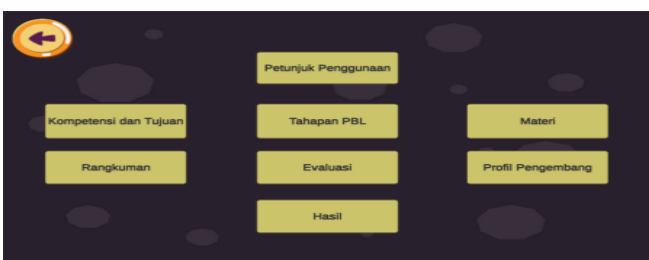 Petunjuk Penggunaan
Kompetensi dan Tujuan
Tahapan PBL
Materi
Rangkuman
Evaluasi
Profil Pengembang
Hasil